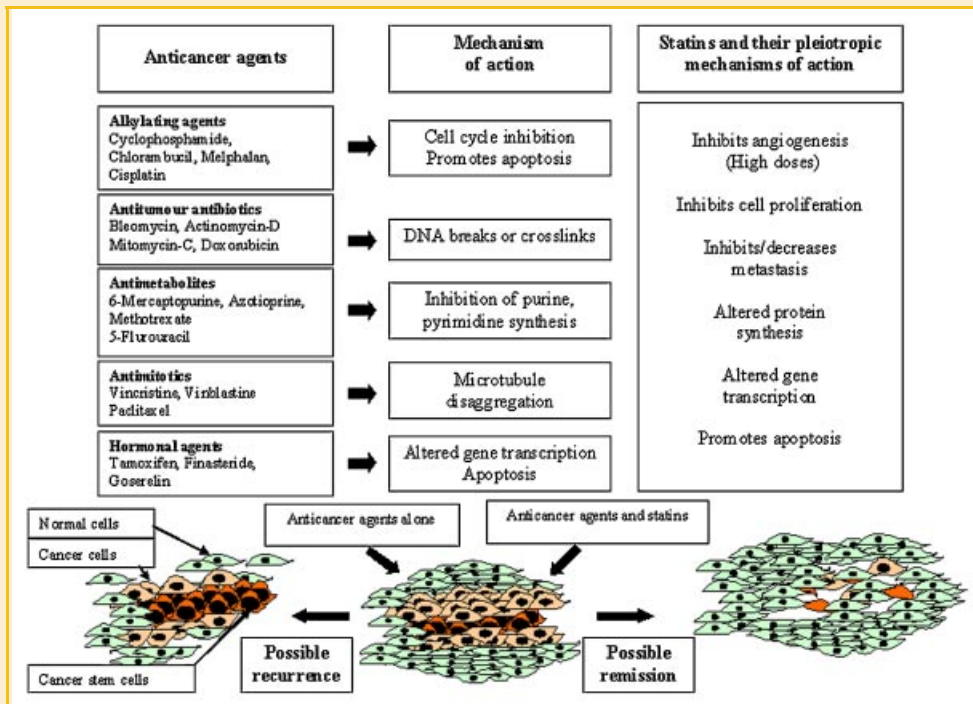 Anticancer agents
Mechanism
of action
Statins and their pleiotropic
mechanisms of action
Alkylating agents
Cyclophosphamide,
Chlorambucil, Melphalan,
Cisplatin
Cell cycle inhibition
Promotes apoptosis
Antitumour antibiotics
Bleomycin, Actinomycin-D
Mitomycin-C, Doxorubicin
DNA breaks or crosslinks
Antimetabolites
6-Mercaptopurine, Azotioprine,
Methotrexate
5-Flurouracil
Inhibition of purine,
pyrimidine synthesis
Antimitotics
Vincristine, Vinblastine
Paclitaxel
Microtubule
disaggregation
Hormonal agents
Tamoxifen, Finasteride,
Goserelin
Altered gene transcription
Apoptosis
Inhibits angiogenesis
(High doses)
Inhibits cell proliferation
Inhibits/decreases
metastasis
Altered protein
synthesis
Altered gene
transcription
Promotes apoptosis
Normal cells
Cancer cells
Anticancer agents alone
Anticancer agents and statins
Cancer stem cells
Possible
recurrence
Possible
remission